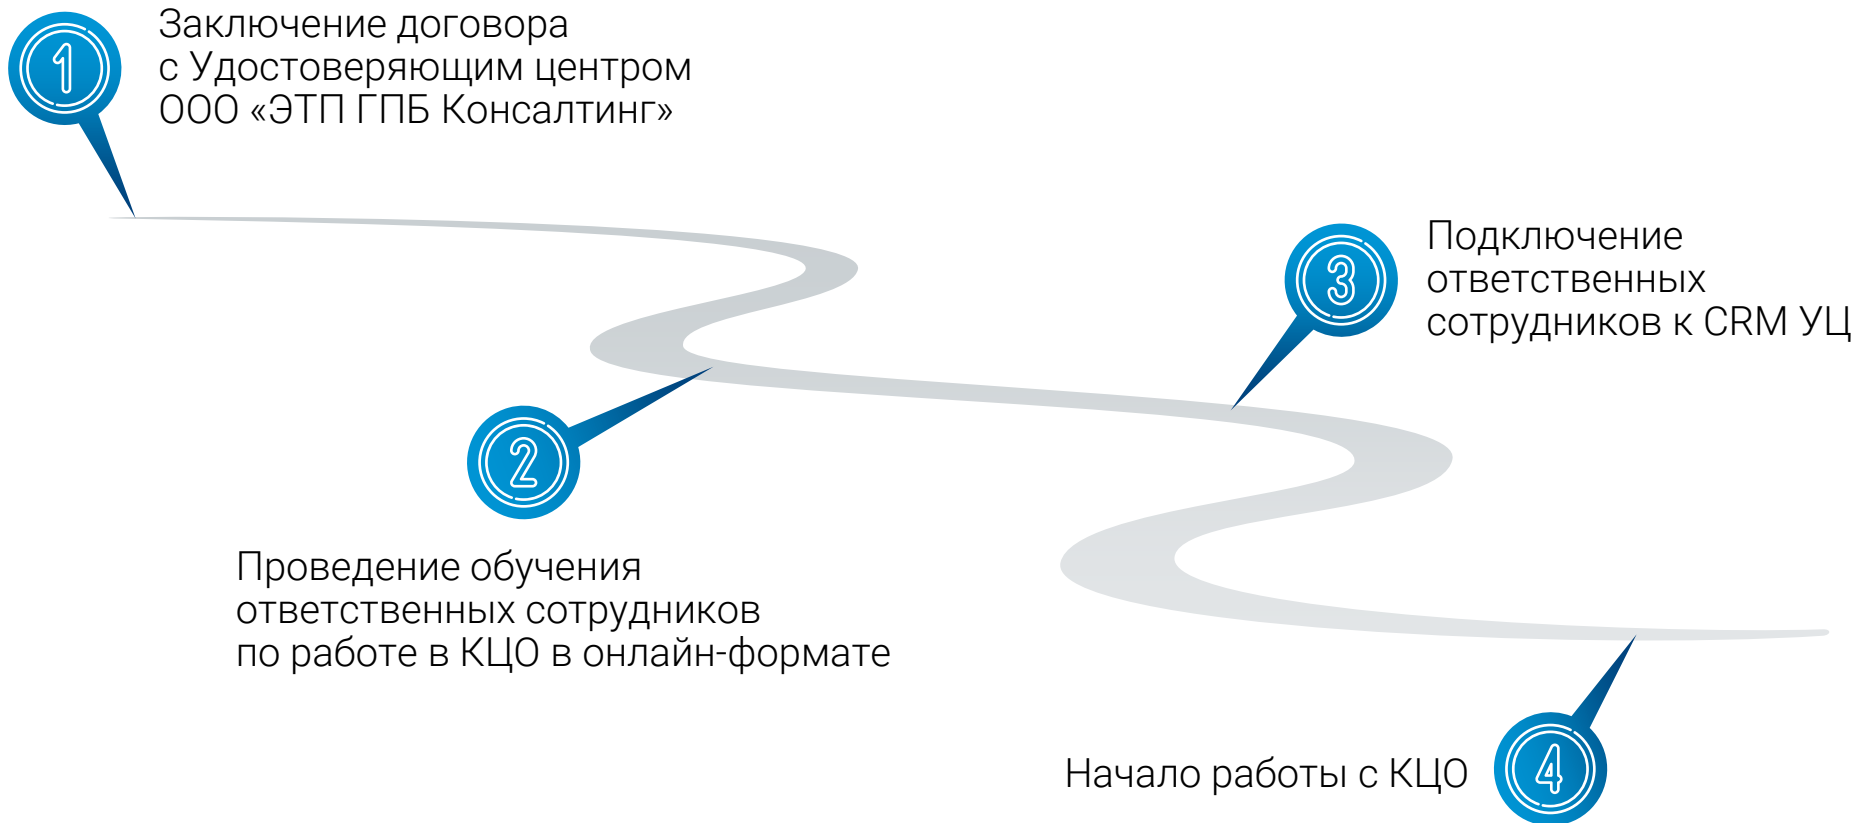 1
Заключение договора
с Удостоверяющим центром
ООО «ЭТП ГПБ Консалтинг»
2
Проведение обучения
ответственных сотрудников
по работе в КЦО в онлайн-формате
3
Подключение
ответственных
сотрудников к CRM УЦ
4
Начало работы с КЦО